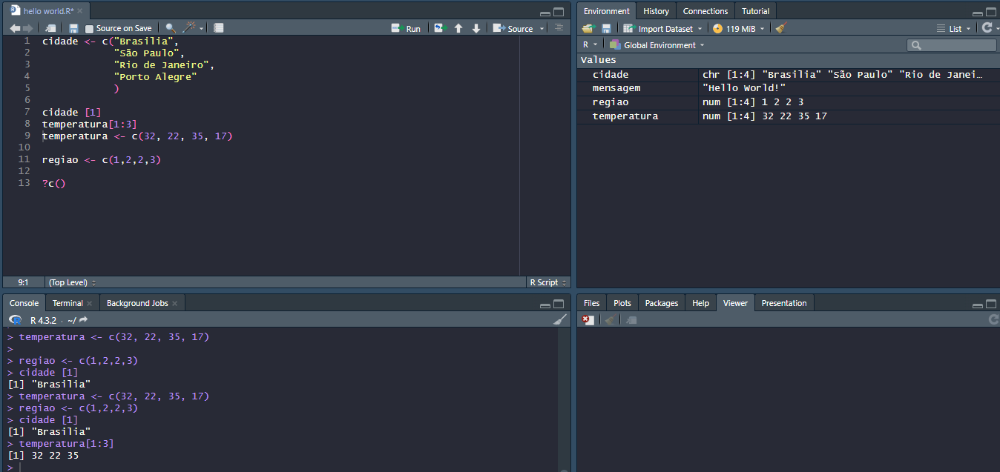 hello world.R*
Source on Save Run Source
1 cidade <- c("Brasilia",
2 "São Paulo",
3 "Rio de Janeiro",
4 "Porto Alegre"
5 )
6
7 cidade [1]
8 temperatura[1:3]
9 temperatura <- c(32, 22, 35, 17)
10
11 regiao <- c(1,2,2,3)
12
13 ?c()
9:1 (Top Level) R Script
Console Terminal Background Jobs
R 4.3.2 · ~/
> temperatura <- c(32, 22, 35, 17)
>
> regiao <- c(1,2,2,3)
> cidade [1]
[1] "Brasilia"
> temperatura <- c(32, 22, 35, 17)
> regiao <- c(1,2,2,3)
> cidade [1]
[1] "Brasilia"
> temperatura[1:3]
[1] 32 22 35
>
Environment History Connections Tutorial
Import Dataset 119 MiB List
R Global Environment
Values
cidade chr [1:4] "Brasilia" "São Paulo" "Rio de Janei…
mensagem "Hello World!"
regiao num [1:4] 1 2 2 3
temperatura num [1:4] 32 22 35 17
Files Plots Packages Help Viewer Presentation